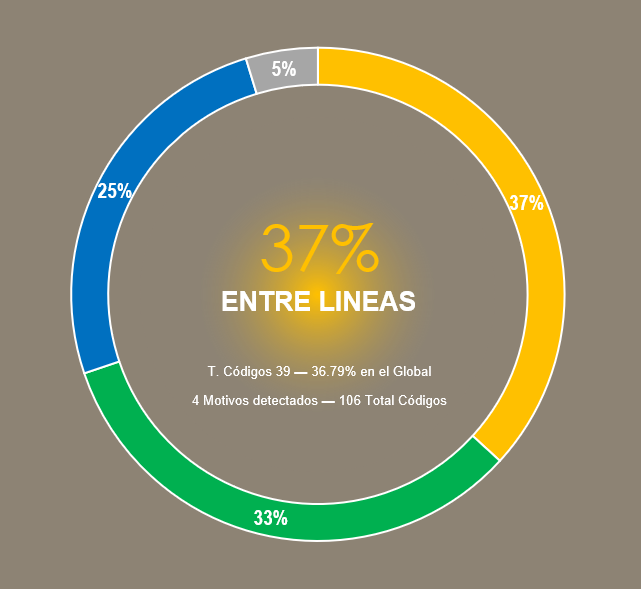 5%
37%
25%
37%
ENTRE LINEAS
T. Códigos 39 — 36.79% en el Global
4 Motivos detectados — 106 Total Códigos
33%